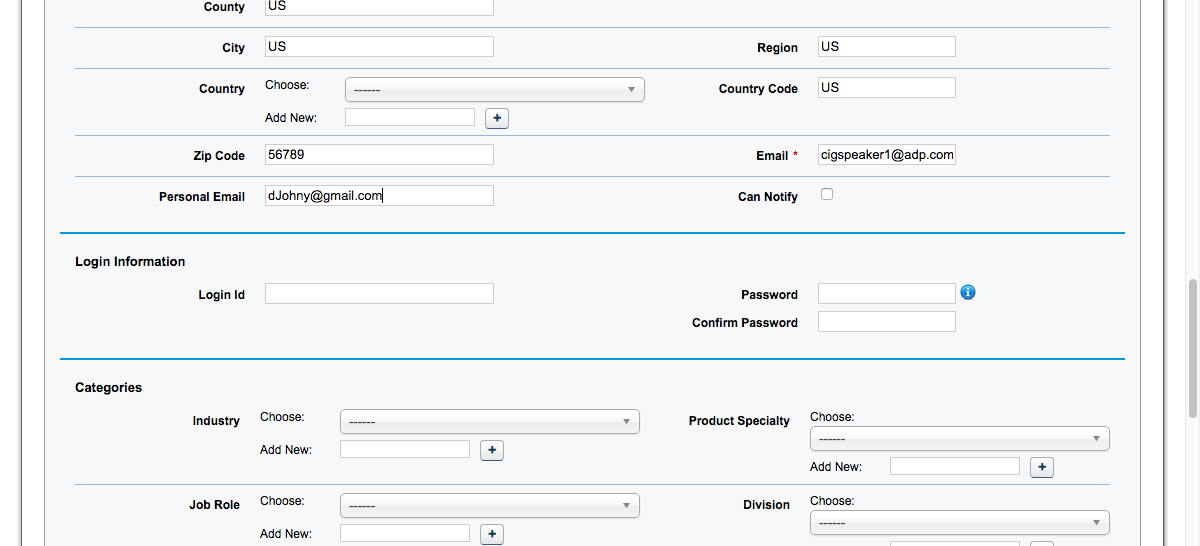 County US
City US Region US
Country Choose: ------ Country Code US
Add New: +
Zip Code 56789 Email * cigspeaker1@adp.com
Personal Email dJohny@gmail.com Can Notify
Login Information
Login Id Password i
Confirm Password
Categories
Industry Choose: ------ Product Specialty Choose:
------
Add New: +
Add New: +
Job Role Choose: ------ Division Choose:
------
Add New: +